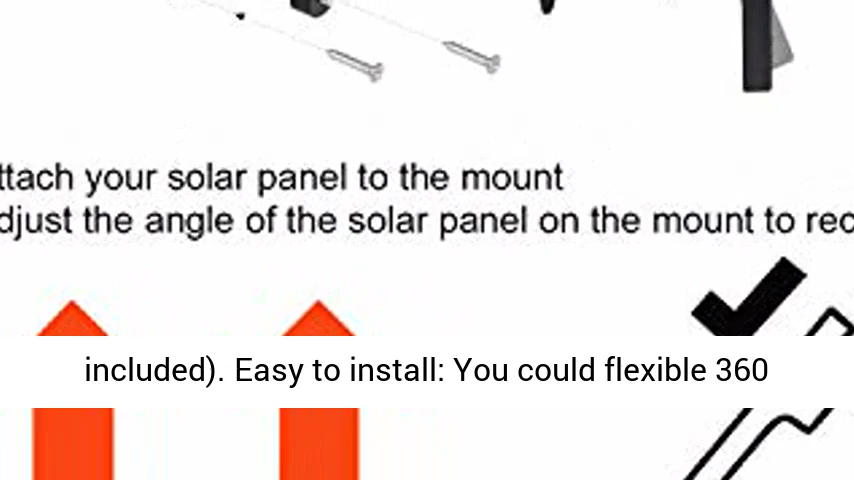 ttach your solar panel to the mount
djust the angle of the solar panel on the mount to rec
included). Easy to install: You could flexible 360